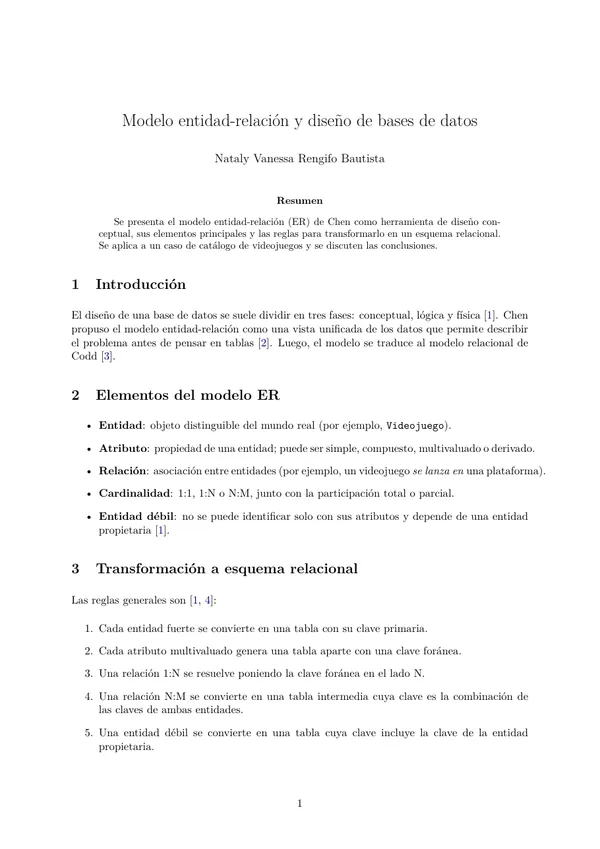 Modelo entidad-relación y diseño de bases de datos
Nataly Vanessa Rengifo Bautista
Resumen
Se presenta el modelo entidad-relación (ER) de Chen como herramienta de diseño con-
ceptual, sus elementos principales y las reglas para transformarlo en un esquema relacional.
Se aplica a un caso de catálogo de videojuegos y se discuten las conclusiones.
1 Introducción
El diseño de una base de datos se suele dividir en tres fases: conceptual, lógica y física [1]. Chen
propuso el modelo entidad-relación como una vista unificada de los datos que permite describir
el problema antes de pensar en tablas [2]. Luego, el modelo se traduce al modelo relacional de
Codd [3].
2 Elementos del modelo ER
• Entidad: objeto distinguible del mundo real (por ejemplo, Videojuego).
• Atributo: propiedad de una entidad; puede ser simple, compuesto, multivaluado o derivado.
• Relación: asociación entre entidades (por ejemplo, un videojuego se lanza en una plataforma).
• Cardinalidad: 1:1, 1:N o N:M, junto con la participación total o parcial.
• Entidad débil: no se puede identificar solo con sus atributos y depende de una entidad
propietaria [1].
3 Transformación a esquema relacional
Las reglas generales son [1, 4]:
1. Cada entidad fuerte se convierte en una tabla con su clave primaria.
2. Cada atributo multivaluado genera una tabla aparte con una clave foránea.
3. Una relación 1:N se resuelve poniendo la clave foránea en el lado N.
4. Una relación N:M se convierte en una tabla intermedia cuya clave es la combinación de
las claves de ambas entidades.
5. Una entidad débil se convierte en una tabla cuya clave incluye la clave de la entidad
propietaria.
1